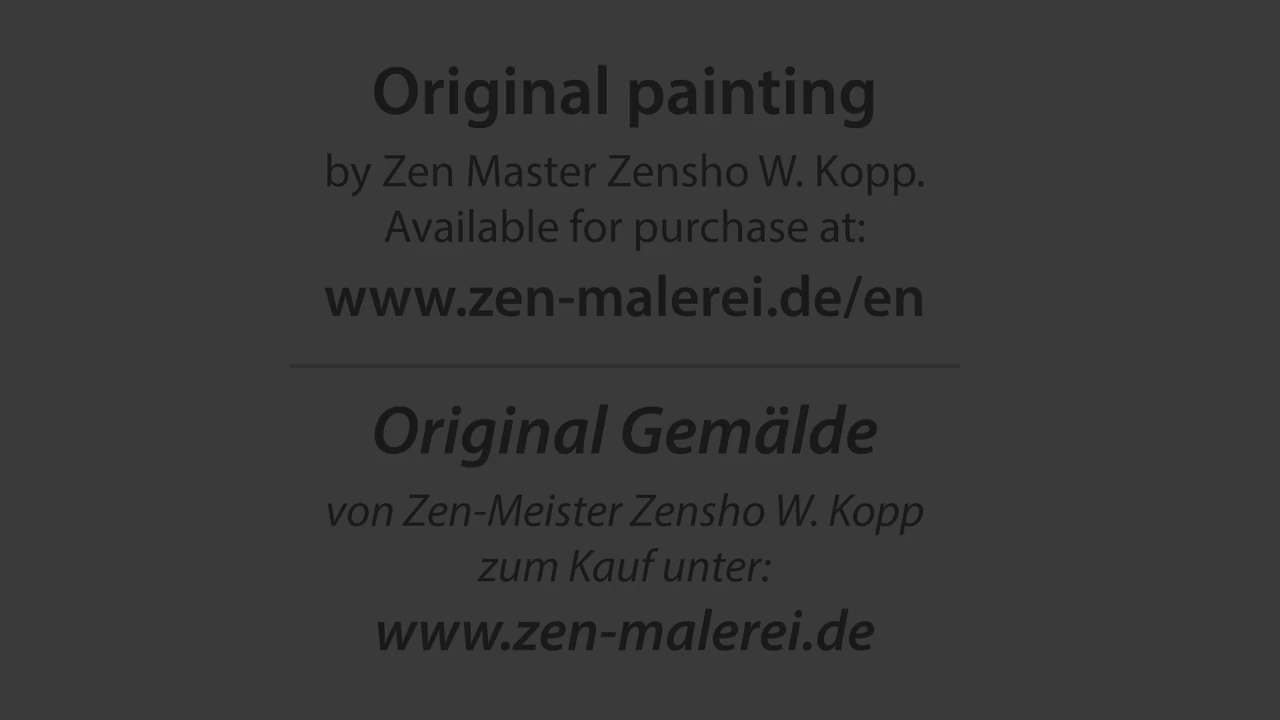 Original painting
by Zen Master Zensho W. Kopp.
Available for purchase at:
www.zen-malerei.de/en
Original Gemälde
von Zen-Meister Zensho W. Kopp
zum Kauf unter:
www.zen-malerei.de